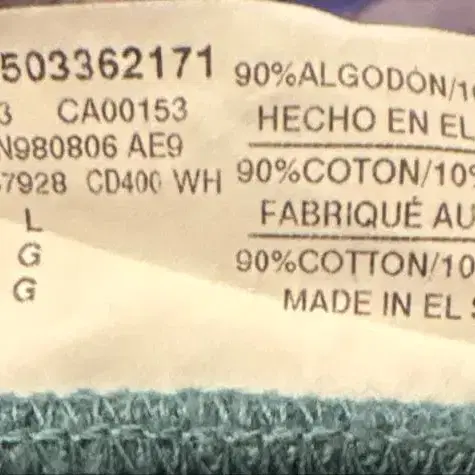 503362171
3 CA00153
N980806 AE9
7928 CD400 WH
L
G
G
90%ALGODÓN/10
HECHO EN EL
90%COTON/10%
FABRIQUÉ AU
90%COTTON/10
MADE IN EL